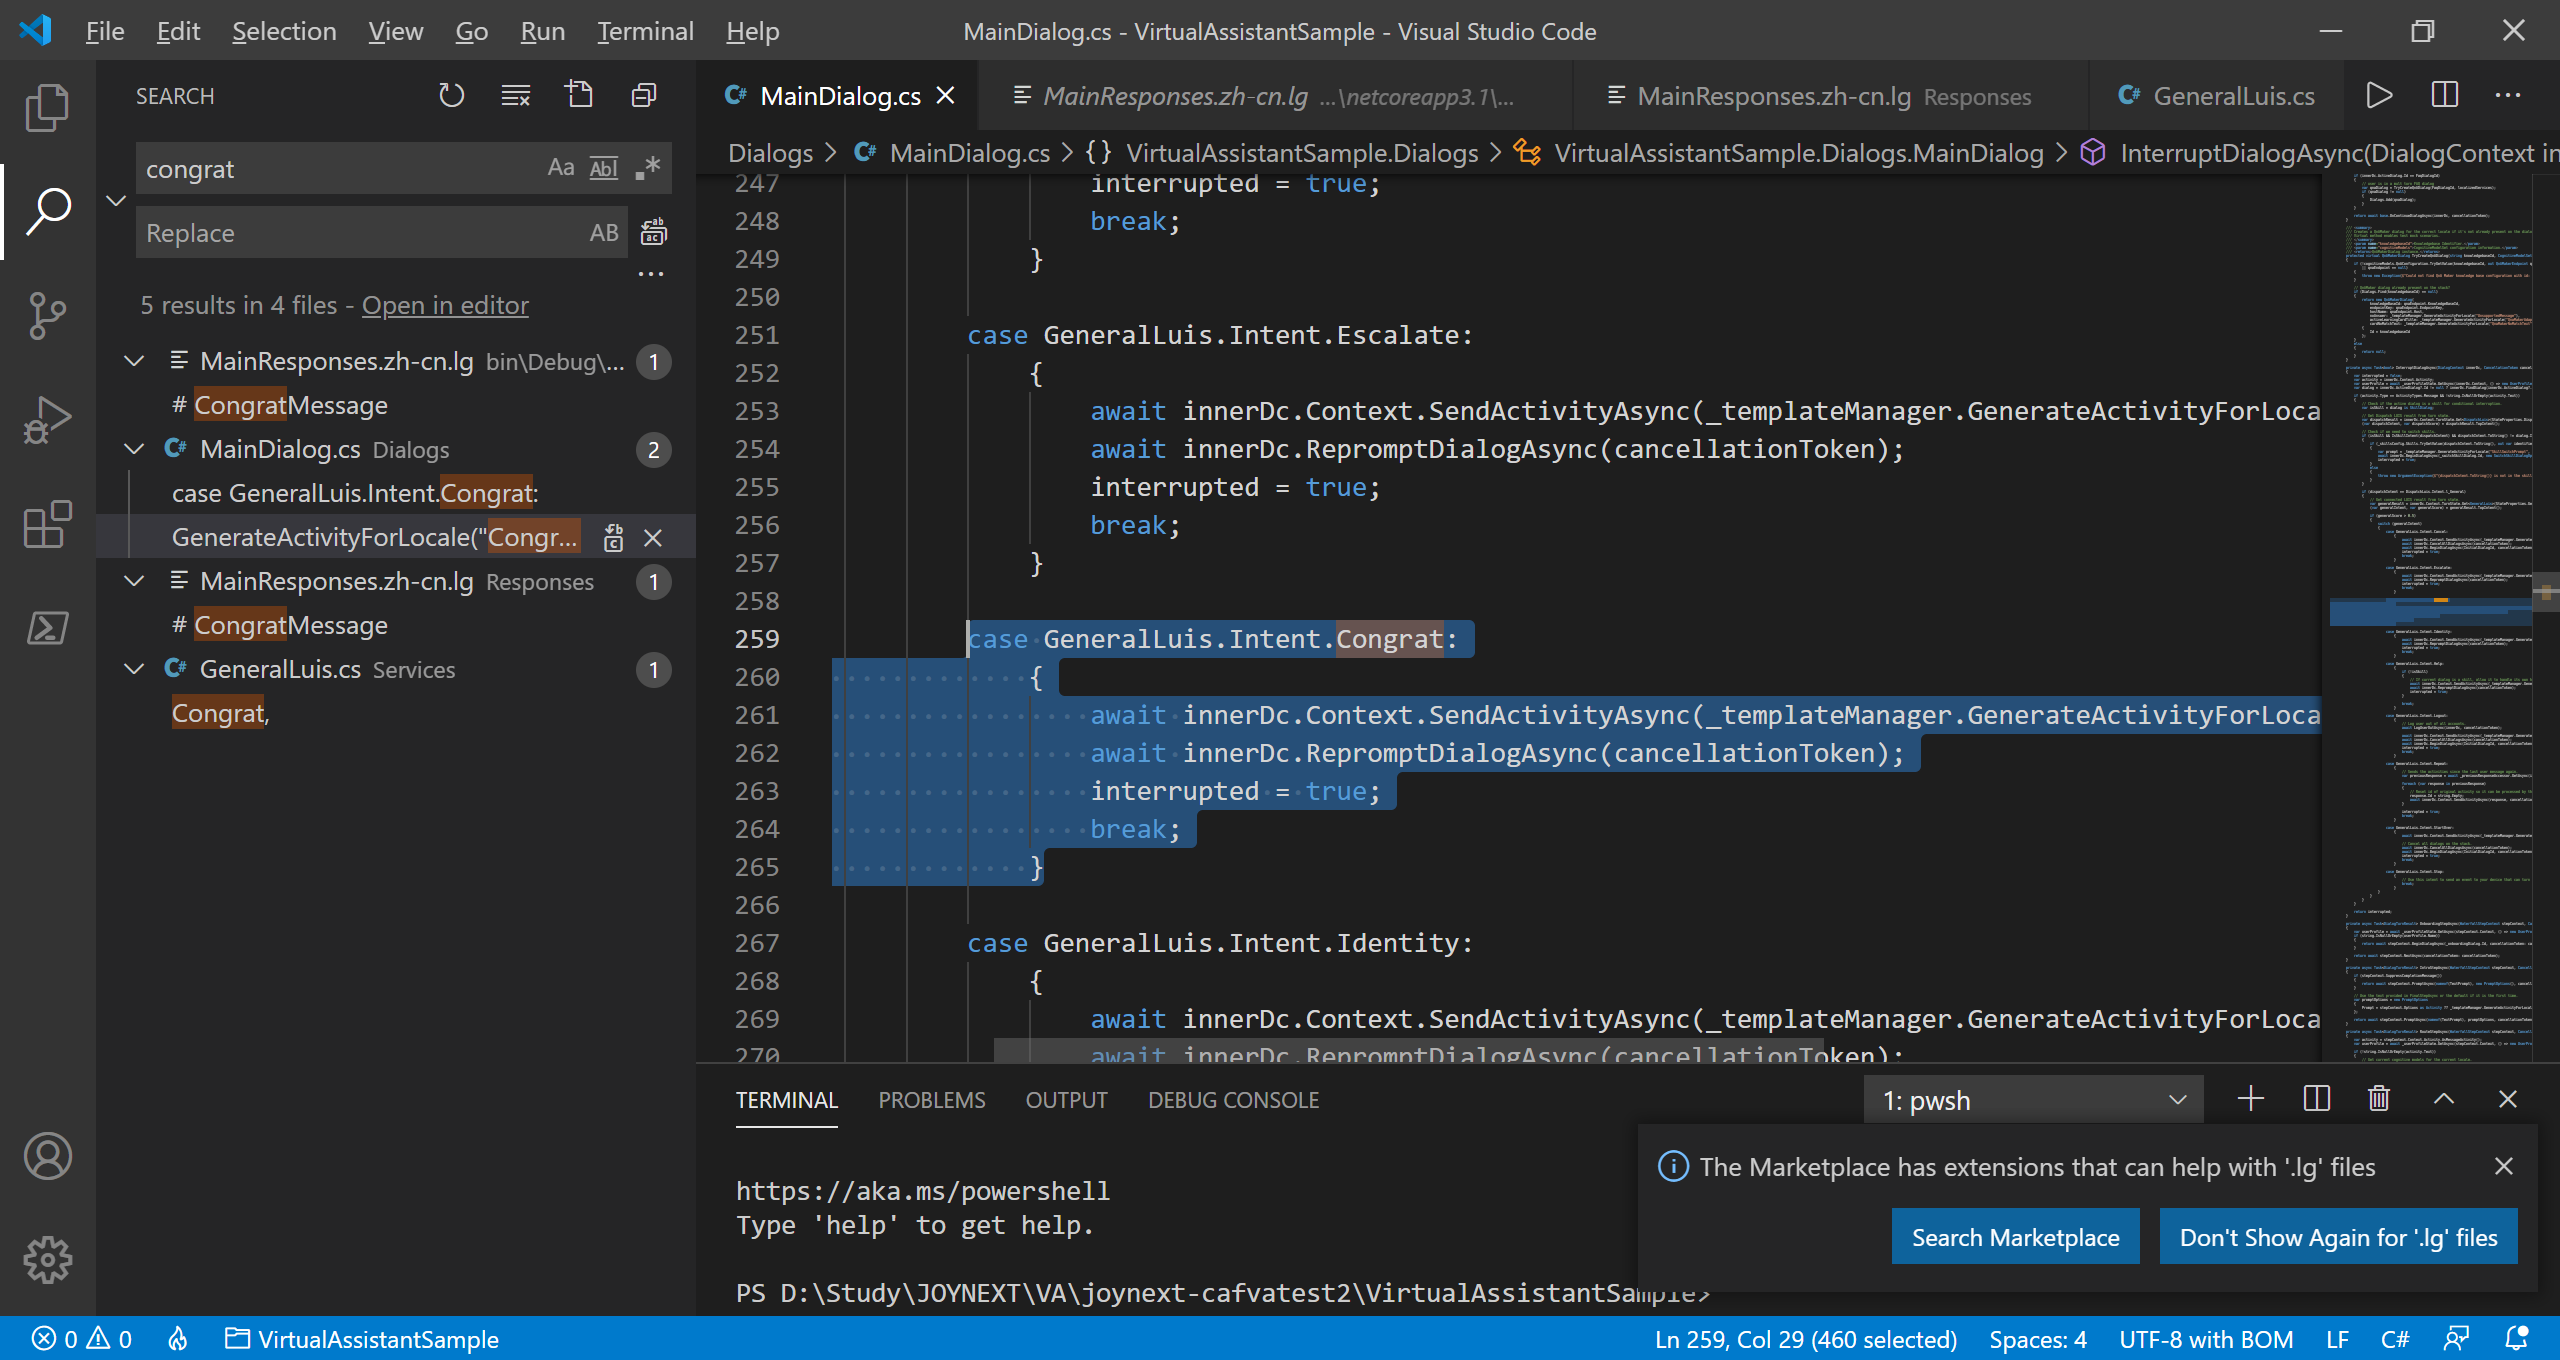 File Edit Selection View Go Run Terminal Help
MainDialog.cs - VirtualAssistantSample - Visual Studio Code
SEARCH
congrat
Aa Abl .*
Replace
AB
5 results in 4 files - Open in editor
MainResponses.zh-cn.lg bin\Debug\... 1
# CongratMessage
MainDialog.cs Dialogs 2
case GeneralLuis.Intent.Congrat:
GenerateActivityForLocale("Congr...
MainResponses.zh-cn.lg Responses 1
# CongratMessage
GeneralLuis.cs Services 1
Congrat,
MainDialog.cs
MainResponses.zh-cn.lg ...\netcoreapp3.1\...
MainResponses.zh-cn.lg Responses
GeneralLuis.cs
Dialogs > MainDialog.cs > {} VirtualAssistantSample.Dialogs > VirtualAssistantSample.Dialogs.MainDialog > InterruptDialogAsync(DialogContext in
247 interrupted = true;
248 break;
249 }
250
251 case GeneralLuis.Intent.Escalate:
252 {
253 await innerDc.Context.SendActivityAsync(_templateManager.GenerateActivityForLoca
254 await innerDc.RepromptDialogAsync(cancellationToken);
255 interrupted = true;
256 break;
257 }
258
259 case GeneralLuis.Intent.Congrat:
260 {
261 await innerDc.Context.SendActivityAsync(_templateManager.GenerateActivityForLoca
262 await innerDc.RepromptDialogAsync(cancellationToken);
263 interrupted = true;
264 break;
265 }
266
267 case GeneralLuis.Intent.Identity:
268 {
269 await innerDc.Context.SendActivityAsync(_templateManager.GenerateActivityForLoca
270 await innerDc.RepromptDialogAsync(cancellationToken);
TERMINAL PROBLEMS OUTPUT DEBUG CONSOLE
1: pwsh
https://aka.ms/powershell
Type 'help' to get help.
PS D:\Study\JOYNEXT\VA\joynext-cafvatest2\VirtualAssistantSample>
The Marketplace has extensions that can help with '.lg' files
Search Marketplace
Don't Show Again for '.lg' files
0 0 VirtualAssistantSample
Ln 259, Col 29 (460 selected) Spaces: 4 UTF-8 with BOM LF C#